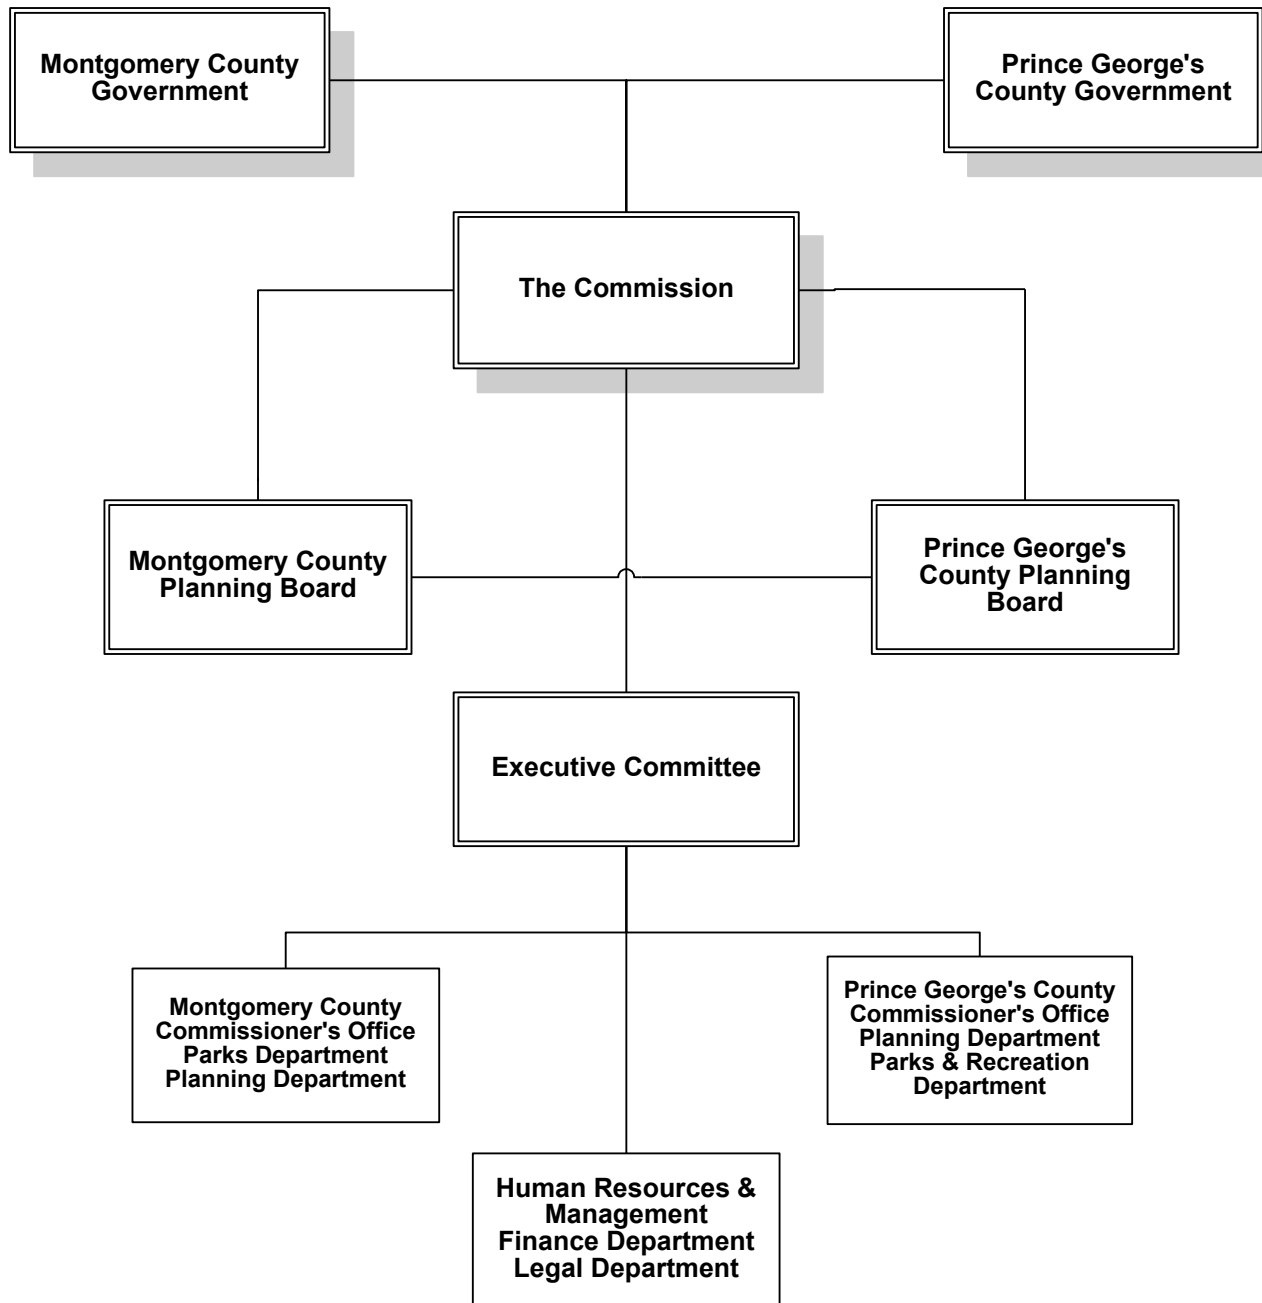 Montgomery County
Government
Prince George's
County Government
The Commission
Montgomery County
Planning Board
Prince George's
County Planning
Board
Executive Committee
Montgomery County
Commissioner's Office
Parks Department
Planning Department
Prince George's County
Commissioner's Office
Planning Department
Parks & Recreation
Department
Human Resources &
Management
Finance Department
Legal Department